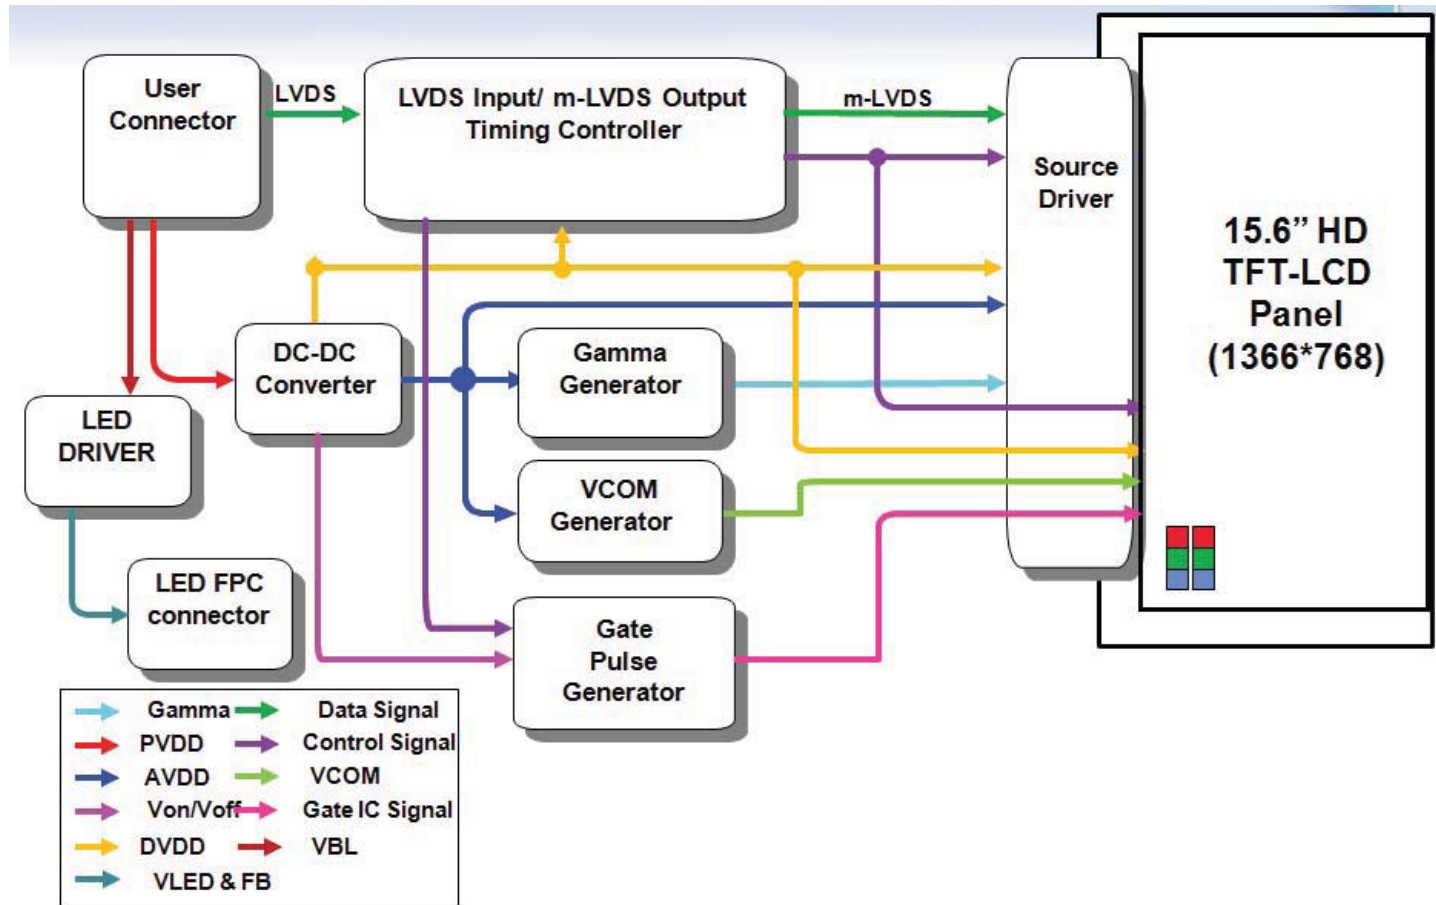 User
Connector
LVDS
LVDS Input/ m-LVDS Output
Timing Controller
m-LVDS
Source
Driver
15.6” HD
TFT-LCD
Panel
(1366*768)
DC-DC
Converter
Gamma
Generator
LED
DRIVER
VCOM
Generator
LED FPC
connector
Gate
Pulse
Generator
Gamma Data Signal
PVDD Control Signal
AVDD VCOM
Von/Voff Gate IC Signal
DVDD VBL
VLED & FB